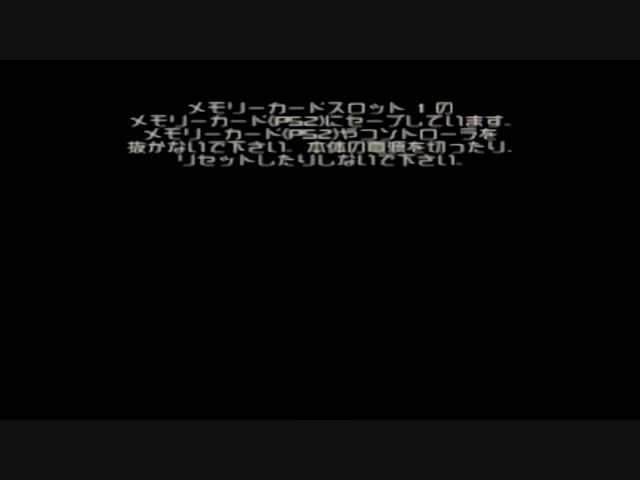 メモリーカードスロット 1 の
メモリーカード(PS2)にセーブしています。
メモリーカード(PS2)やコントローラを
抜かないで下さい。本体の電源を切ったり、
リセットしたりしないで下さい。